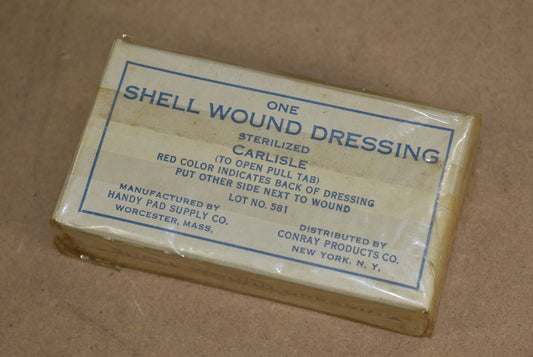 ONE
SHELL WOUND DRESSING
STERILIZED
CARLISLE
(TO OPEN PULL TAB)
RED COLOR INDICATES BACK OF DRESSING
PUT OTHER SIDE NEXT TO WOUND
LOT NO. 581
MANUFACTURED BY
HANDY PAD SUPPLY CO.
WORCESTER, MASS.
DISTRIBUTED BY
CONRAY PRODUCTS CO.
NEW YORK, N. Y.